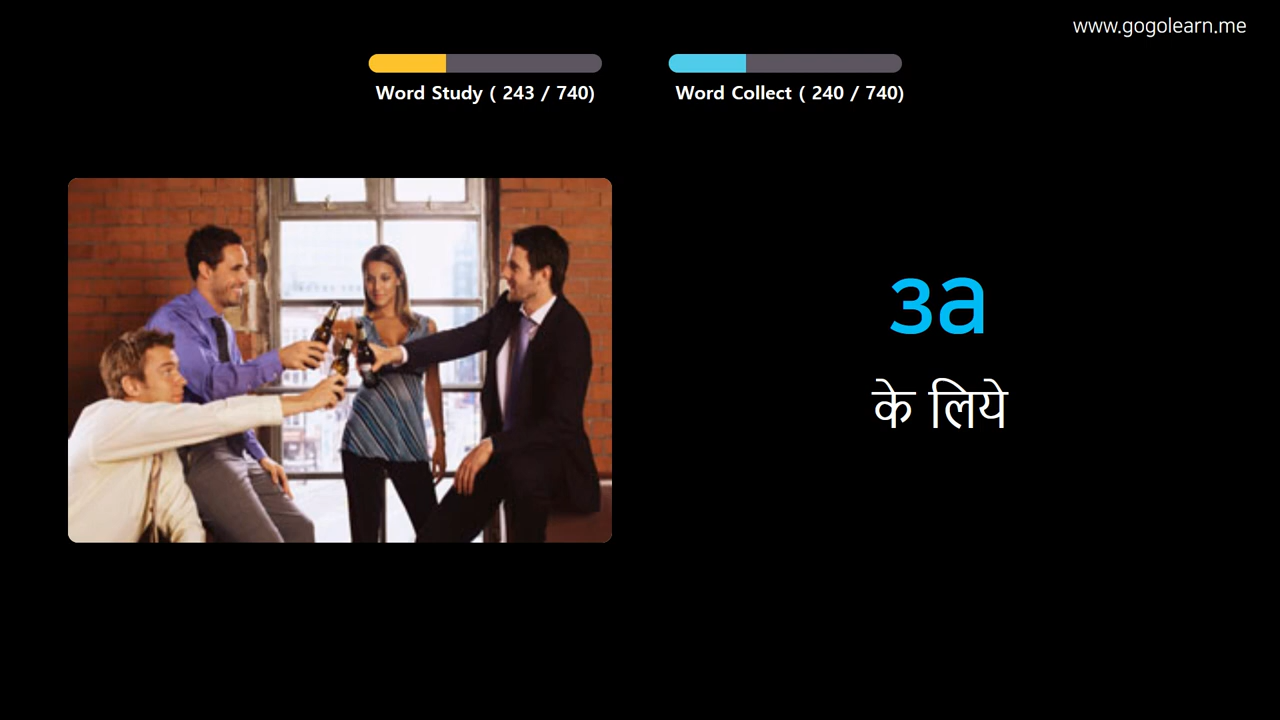 www.gogolearn.me
Word Study ( 243 / 740)
Word Collect ( 240 / 740)
за
के लिये